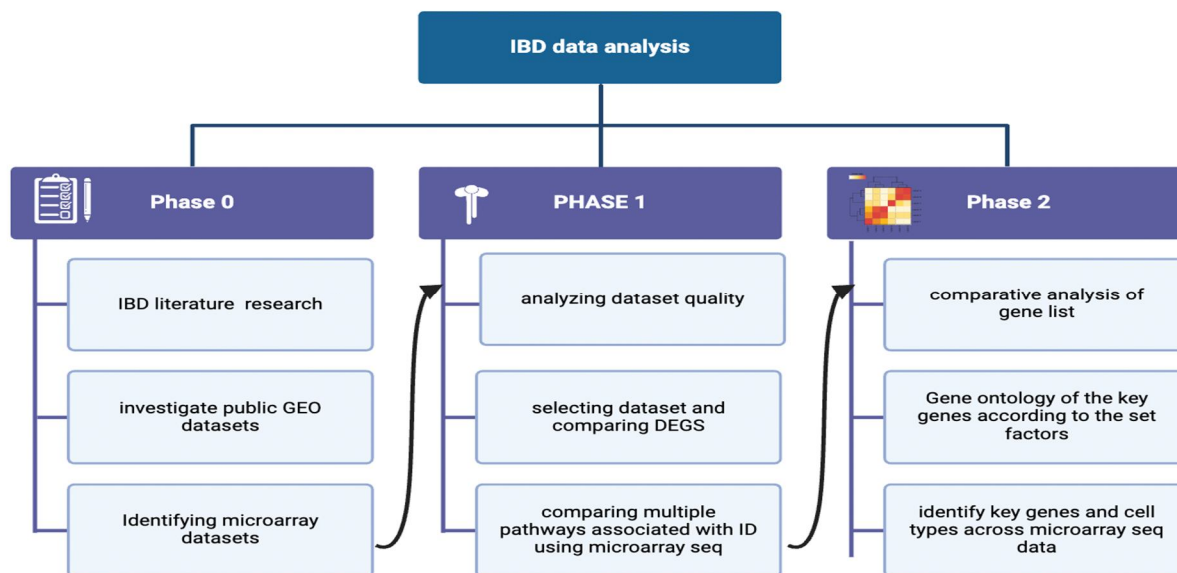 IBD data analysis
Phase 0
IBD literature research
investigate public GEO
datasets
Identifying microarray
datasets
PHASE 1
analyzing dataset quality
selecting dataset and
comparing DEGS
comparing multiple
pathways associated with ID
using microarray seq
Phase 2
comparative analysis of
gene list
Gene ontology of the key
genes according to the set
factors
identify key genes and cell
types across microarray seq
data